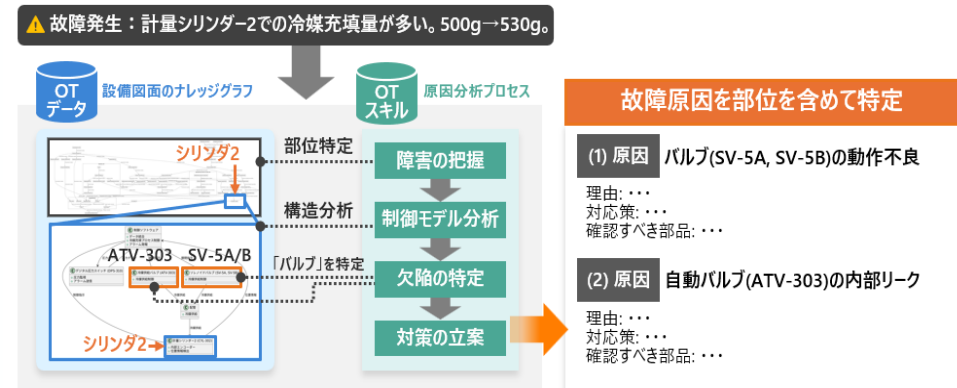 故障発生：計量シリンダー2での冷媒充填量が多い。500g→530g。
OT
データ
設備図面のナレッジグラフ
OT
スキル
原因分析プロセス
シリンダ2
ATV-303
SV-5A/B
シリンダ2
部位特定
構造分析
「バルブ」を特定
障害の把握
制御モデル分析
欠陥の特定
対策の立案
故障原因を部位を含めて特定
(1) 原因
バルブ(SV-5A, SV-5B)の動作不良
理由: ・・・
対応策: ・・・
確認すべき部品: ・・・
(2) 原因
自動バルブ(ATV-303)の内部リーク
理由: ・・・
対応策: ・・・
確認すべき部品: ・・・